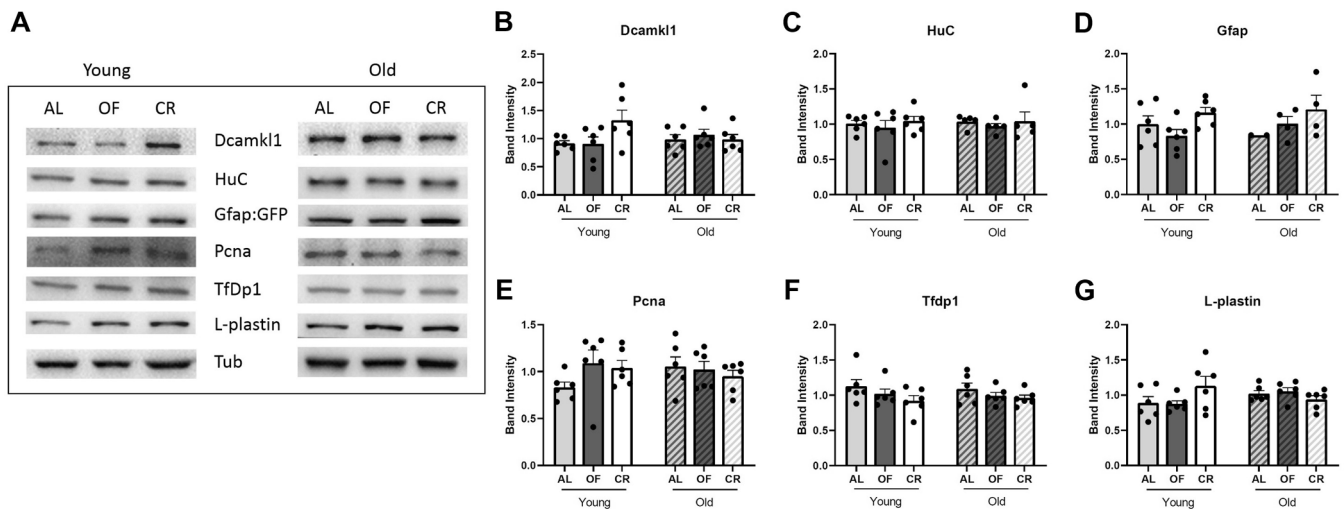 A
Young Old
AL OF CR AL OF CR
Dcamkl1
HuC
Gfap:GFP
Pcna
TfDp1
L-plastin
Tub
B
Dcamkl1
Band Intensity
2.5
2.0
1.5
1.0
0.5
0.0
AL OF CR AL OF CR
Young Old
C
HuC
Band Intensity
2.0
1.5
1.0
0.5
0.0
AL OF CR AL OF CR
Young Old
D
Gfap
Band Intensity
2.0
1.5
1.0
0.5
0.0
AL OF CR AL OF CR
Young Old
E
Pcna
Band Intensity
1.5
1.0
0.5
0.0
AL OF CR AL OF CR
Young Old
F
Tfdp1
Band Intensity
2.0
1.5
1.0
0.5
0.0
AL OF CR AL OF CR
Young Old
G
L-plastin
Band Intensity
2.0
1.5
1.0
0.5
0.0
AL OF CR AL OF CR
Young Old